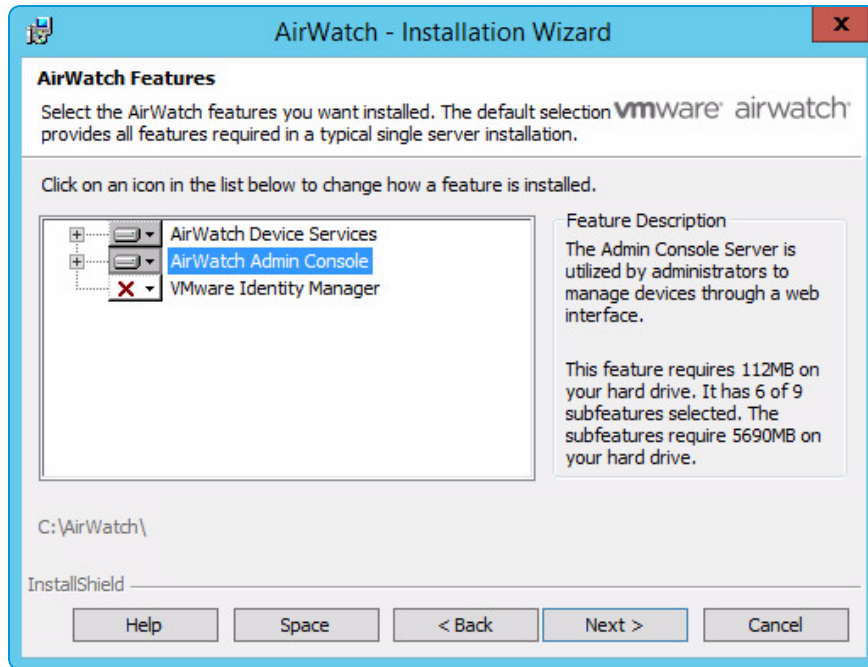 AirWatch - Installation Wizard
x
AirWatch Features
Select the AirWatch features you want installed. The default selection
provides all features required in a typical single server installation.
vmware airwatch
Click on an icon in the list below to change how a feature is installed.
AirWatch Device Services
AirWatch Admin Console
VMware Identity Manager
Feature Description
The Admin Console Server is
utilized by administrators to
manage devices through a web
interface.
This feature requires 112MB on
your hard drive. It has 6 of 9
subfeatures selected. The
subfeatures require 5690MB on
your hard drive.
C:\AirWatch\
InstallShield
Help
Space
< Back
Next >
Cancel